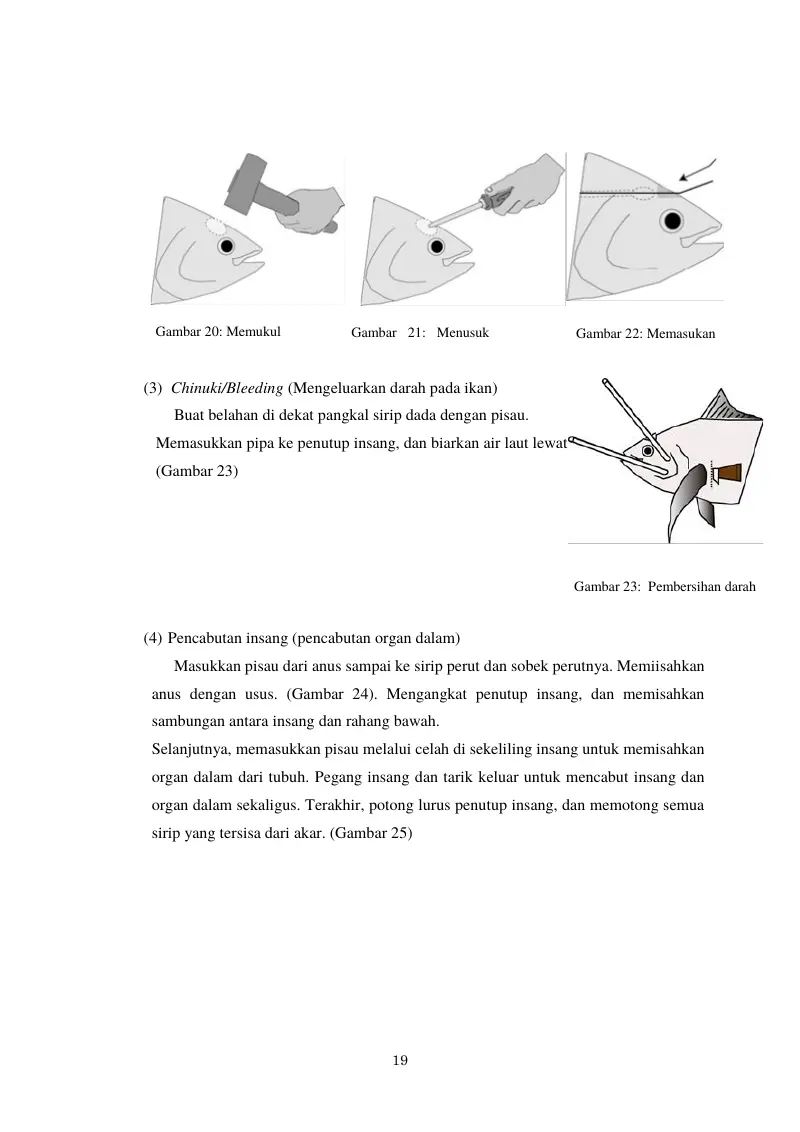 Gambar 20: Memukul
Gambar 21: Menusuk
Gambar 22: Memasukan
(3) Chinuki/Bleeding (Mengeluarkan darah pada ikan)
Buat belahan di dekat pangkal sirip dada dengan pisau.
Memasukkan pipa ke penutup insang, dan biarkan air laut lewat
(Gambar 23)
Gambar 23: Pembersihan darah
(4) Pencabutan insang (pencabutan organ dalam)
Masukkan pisau dari anus sampai ke sirip perut dan sobek perutnya. Memiisahkan
anus dengan usus. (Gambar 24). Mengangkat penutup insang, dan memisahkan
sambungan antara insang dan rahang bawah.
Selanjutnya, memasukkan pisau melalui celah di sekeliling insang untuk memisahkan
organ dalam dari tubuh. Pegang insang dan tarik keluar untuk mencabut insang dan
organ dalam sekaligus. Terakhir, potong lurus penutup insang, dan memotong semua
sirip yang tersisa dari akar. (Gambar 25)
19